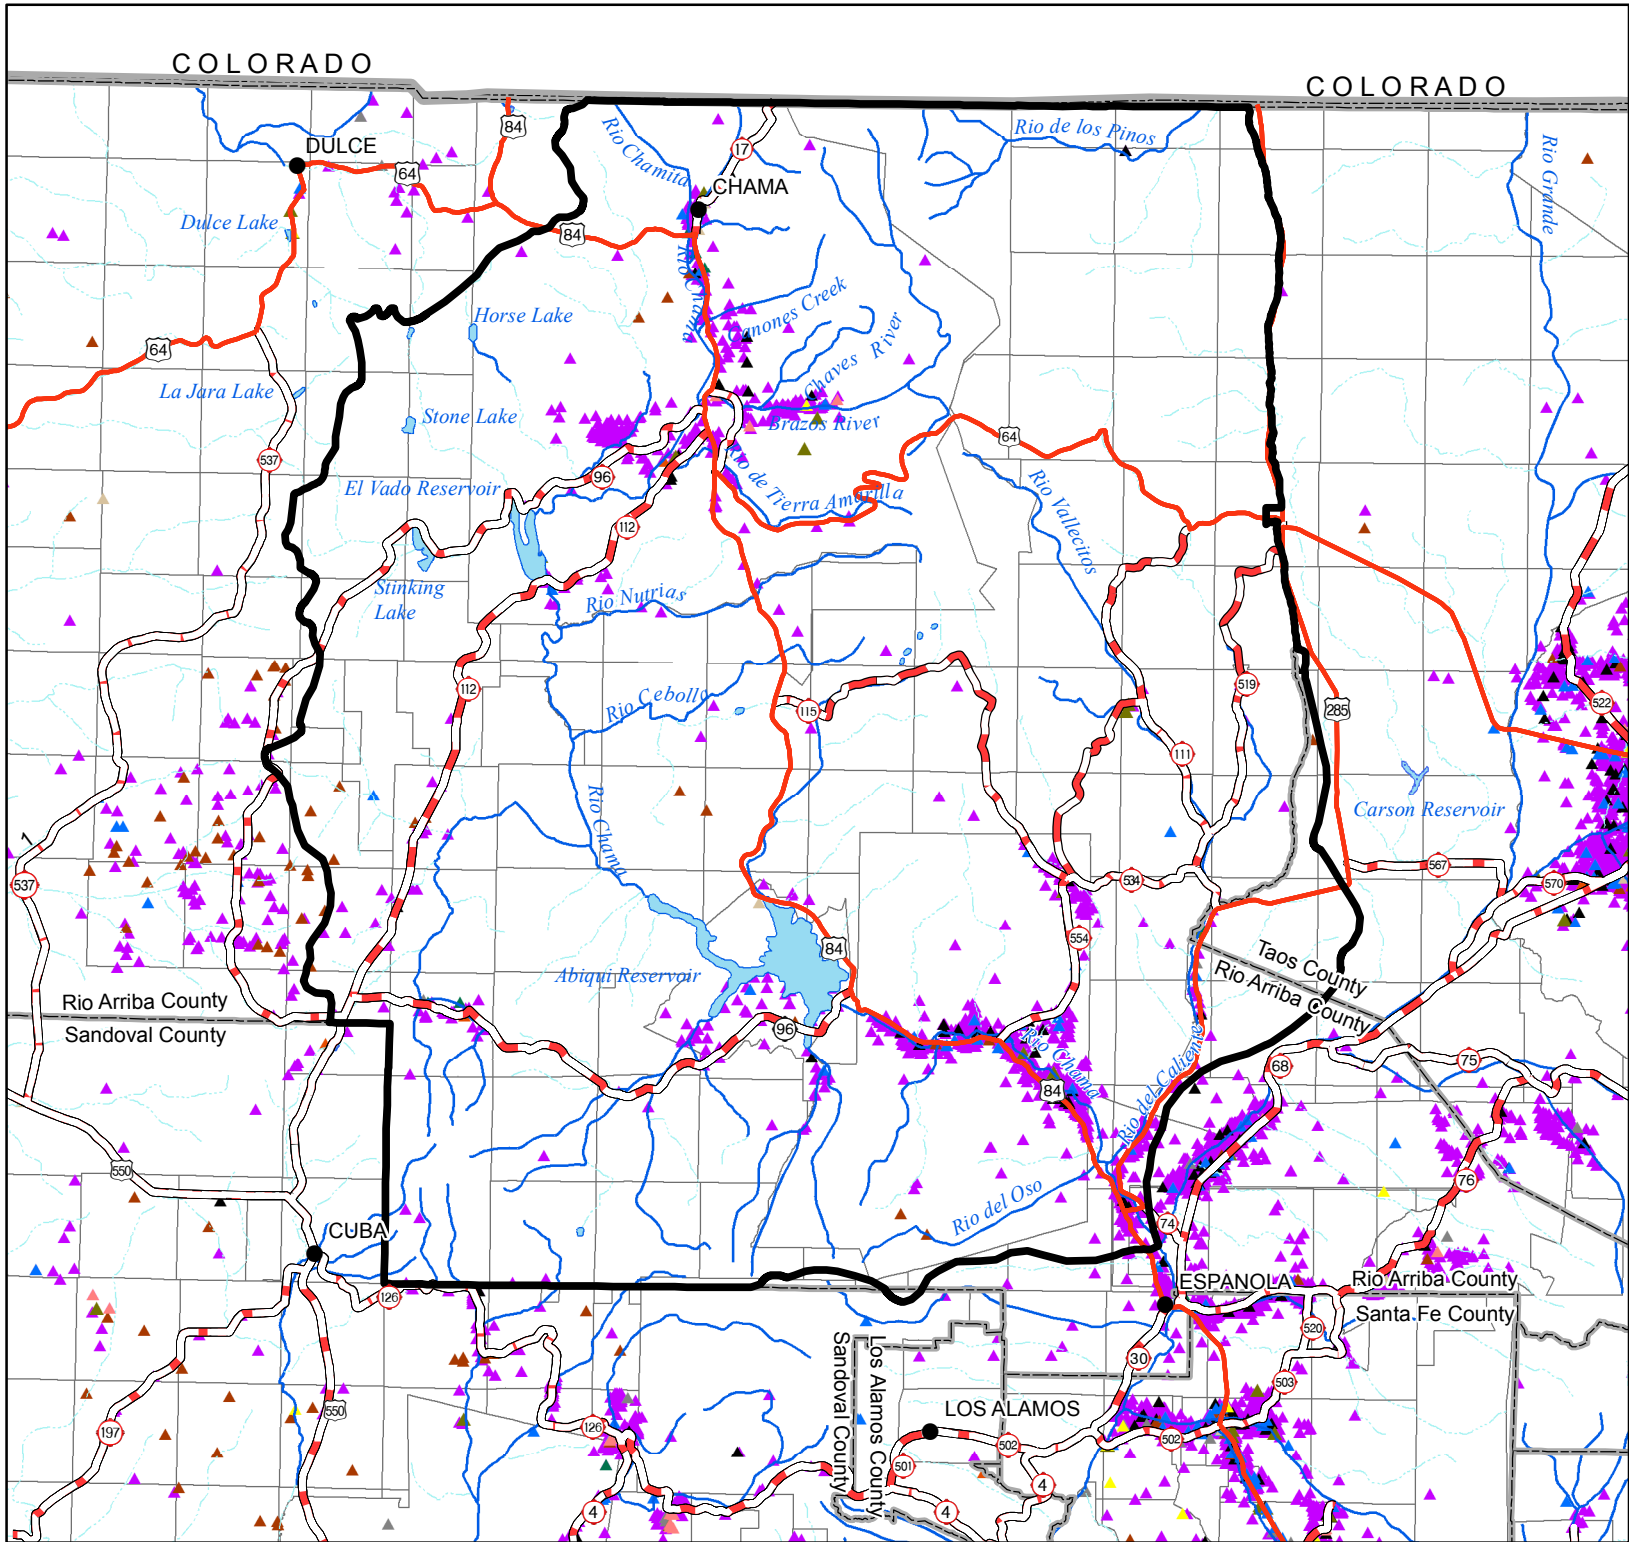 COLORADO
COLORADO
84
Rio Chamita
17
Rio de los Pinos
Rio Grande
DULCE
64
CHAMA
Dulce Lake
84
Rio Chama
Canones Creek
Horse Lake
64
Chaves River
La Jara Lake
Stone Lake
Brazos River
64
537
96
El Vado Reservoir
Rio de Tierra Amarilla
Rio Vallecitos
112
Stinking
Lake
Rio Nutrias
112
Rio Cebolla
115
519
285
522
111
Rio Chama
Carson Reservoir
1
537
534
567
570
554
84
Abiqui Reservoir
Taos County
Rio Arriba County
Rio Arriba County
Sandoval County
96
Rio Chama
Rio del Caliente
68
75
84
550
76
Rio del Oso
74
CUBA
126
ESPANOLA
Rio Arriba County
Santa Fe County
520
Sandoval County
Los Alamos County
30
503
550
LOS ALAMOS
197
126
502
502
501
4
4
4